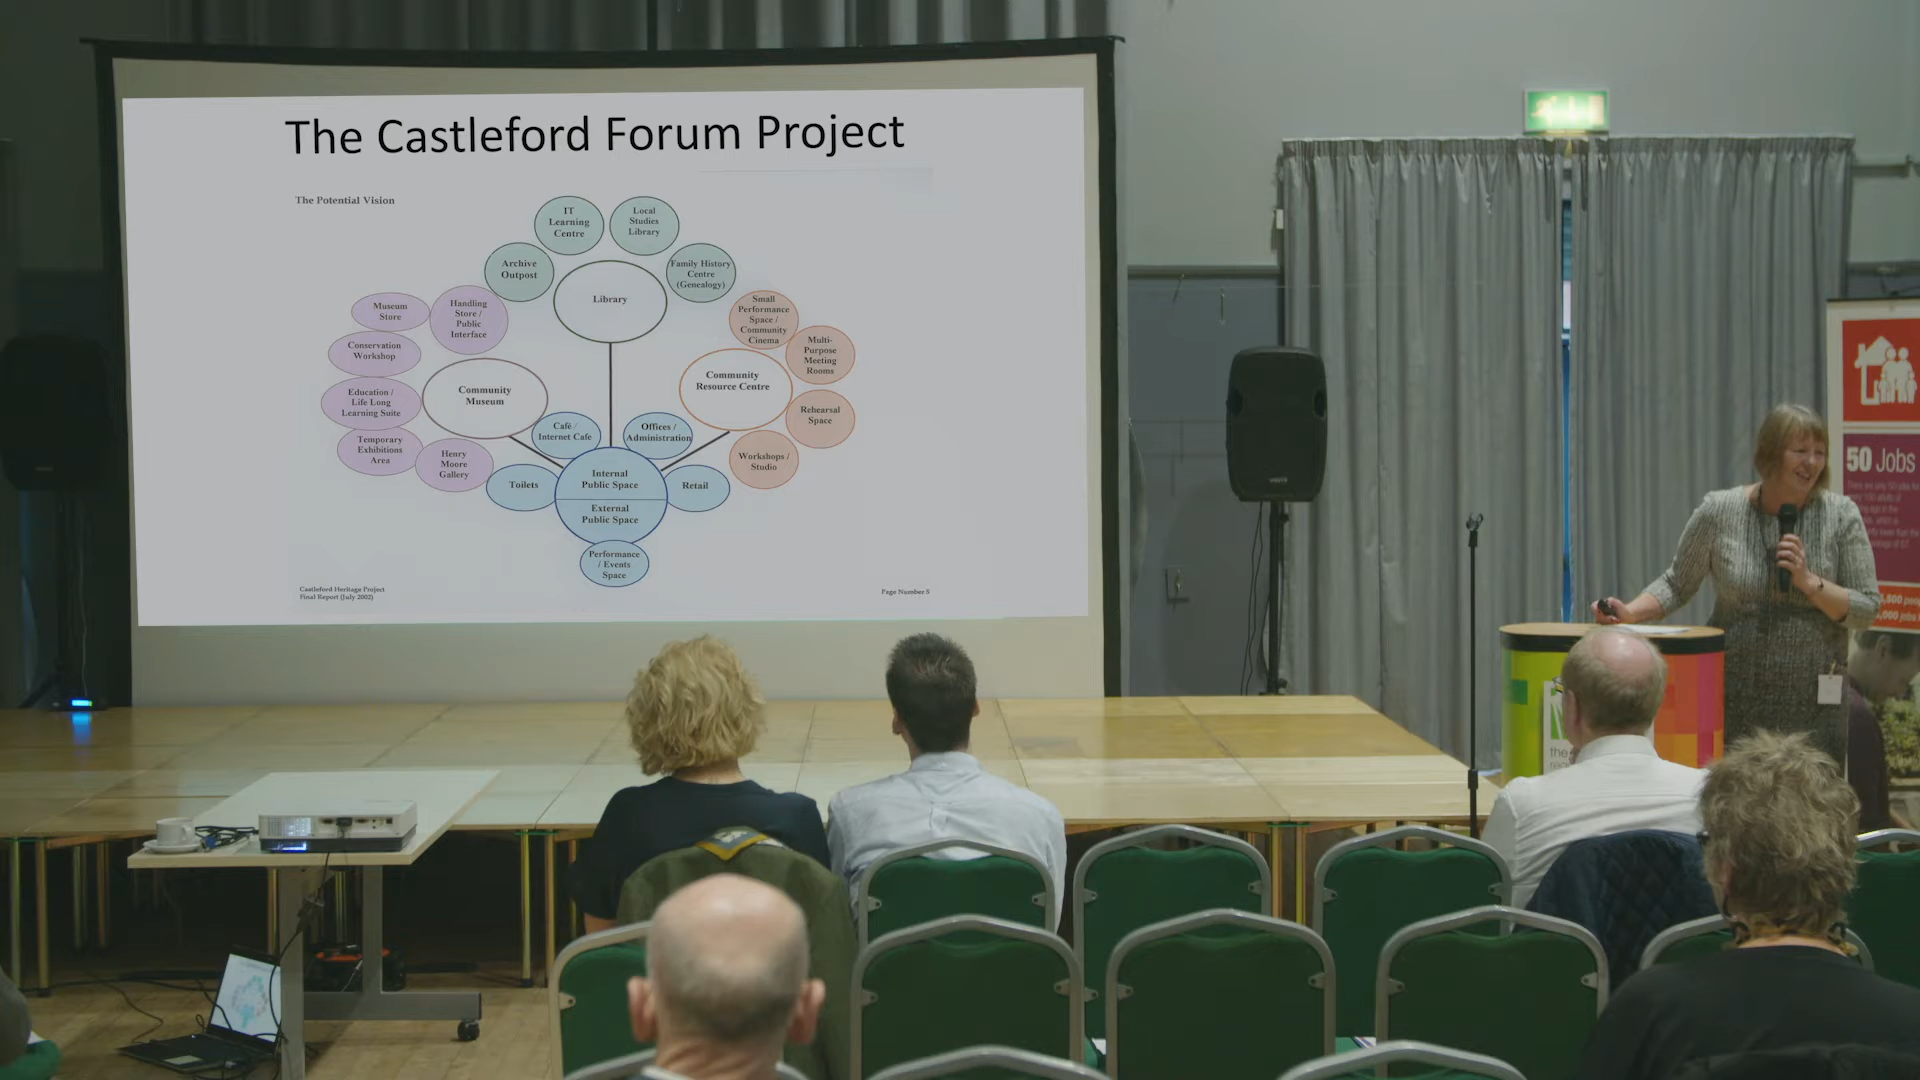 The Castleford Forum Project
The Potential Vision
IT
Learning
Centre
Local
Studies
Library
Archive
Outpost
Family History
Centre
(Genealogy)
Library
Museum
Store
Handling
Store /
Public
Interface
Conservation
Workshop
Education /
Life Long
Learning Suite
Temporary
Exhibitions
Area
Henry
Moore
Gallery
Community
Museum
Small
Performance
Space /
Community
Cinema
Multi-
Purpose
Meeting
Rooms
Community
Resource Centre
Rehearsal
Space
Workshops /
Studio
Café /
Internet Cafe
Offices /
Administration
Toilets
Internal
Public Space
Retail
External
Public Space
Performance
/ Events
Space
Castleford Heritage Project
Final Report (July 2002)
Page Number 5
50 Jobs
the